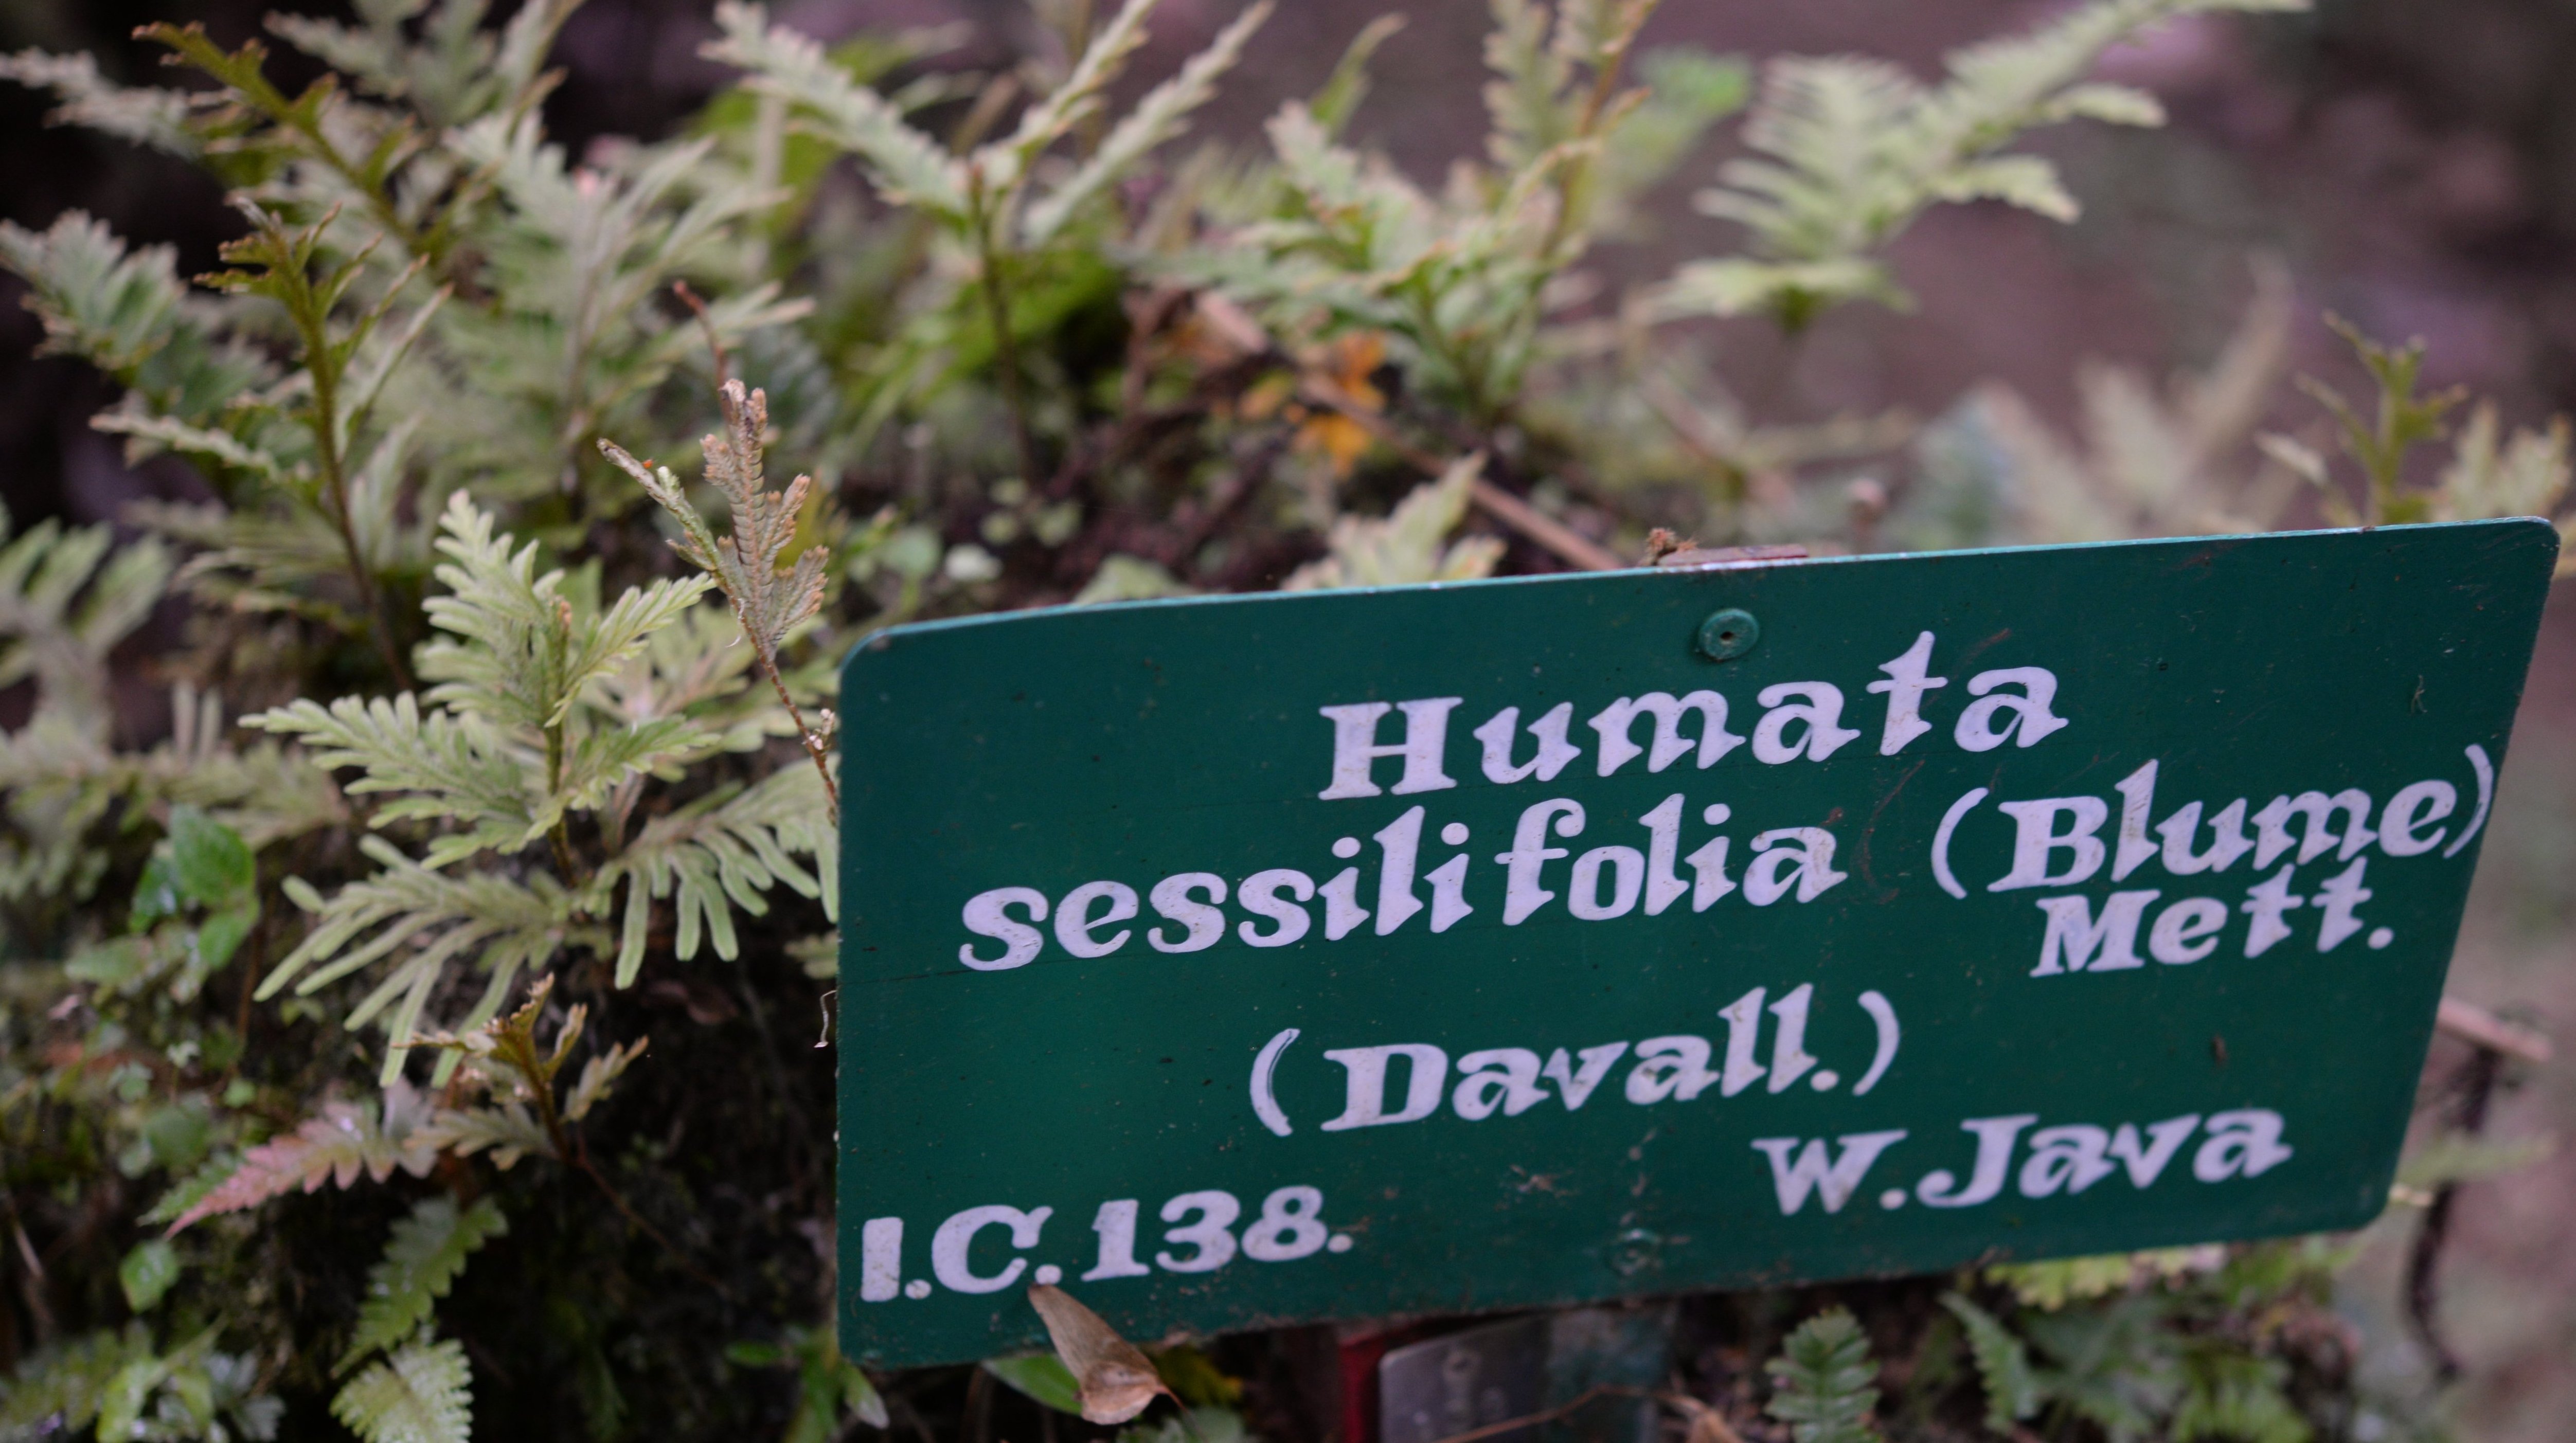 Humata
sessilifolia (Blume)
Mett.
(Davall.)
W.Java
I.C.138.